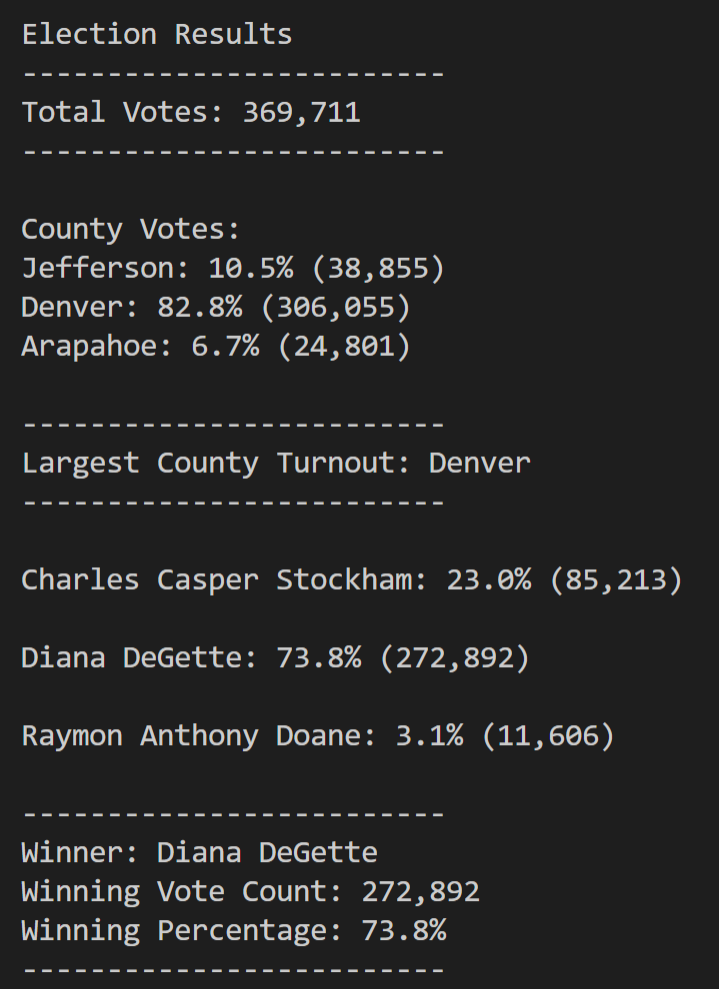 Election Results
-------------------------
Total Votes: 369,711
-------------------------
County Votes:
Jefferson: 10.5% (38,855)
Denver: 82.8% (306,055)
Arapahoe: 6.7% (24,801)
-------------------------
Largest County Turnout: Denver
-------------------------
Charles Casper Stockham: 23.0% (85,213)
Diana DeGette: 73.8% (272,892)
Raymon Anthony Doane: 3.1% (11,606)
-------------------------
Winner: Diana DeGette
Winning Vote Count: 272,892
Winning Percentage: 73.8%
-------------------------